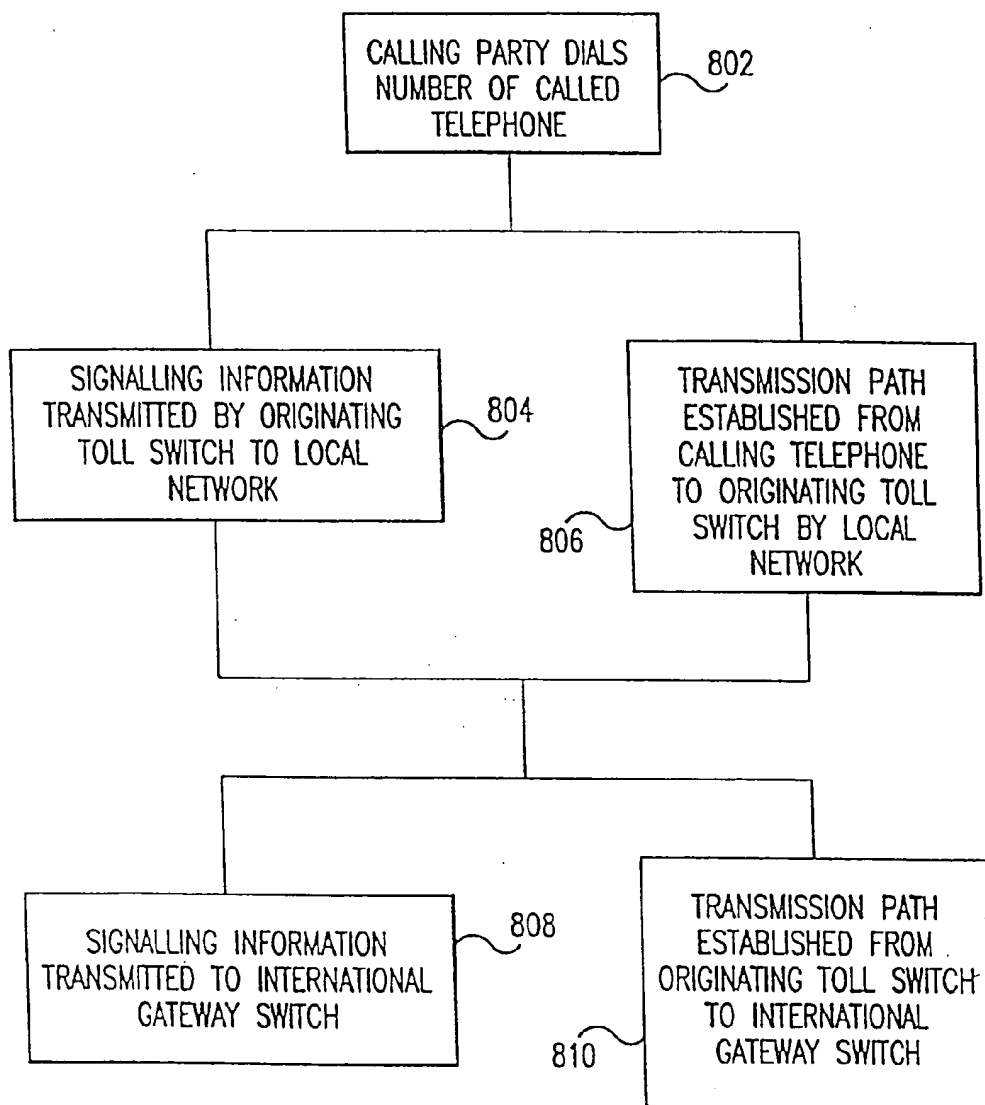 CALLING PARTY DIALS
NUMBER OF CALLED
TELEPHONE
802
SIGNALLING INFORMATION
TRANSMITTED BY ORIGINATING
TOLL SWITCH TO LOCAL
NETWORK
804
TRANSMISSION PATH
ESTABLISHED FROM
CALLING TELEPHONE
TO ORIGINATING TOLL
SWITCH BY LOCAL
NETWORK
806
SIGNALLING INFORMATION
TRANSMITTED TO INTERNATIONAL
GATEWAY SWITCH
808
TRANSMISSION PATH
ESTABLISHED FROM
ORIGINATING TOLL SWITCH
TO INTERNATIONAL
GATEWAY SWITCH
810